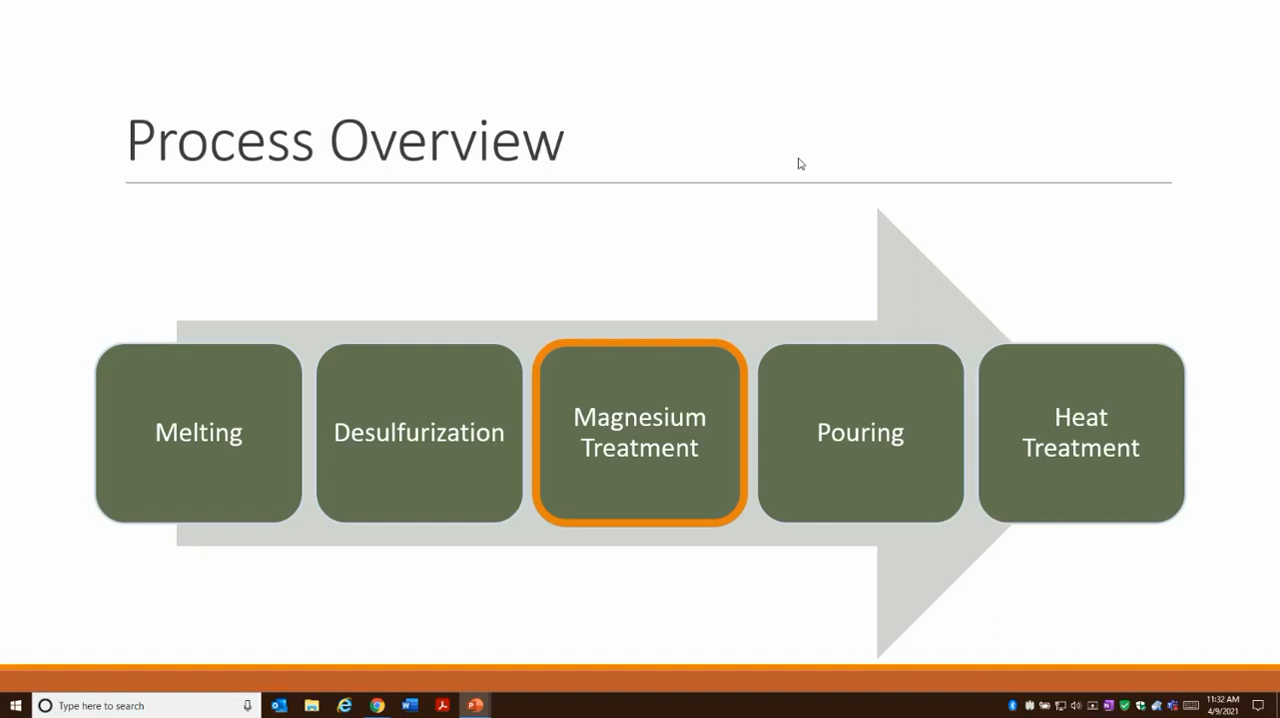 Process Overview
Melting
Desulfurization
Magnesium
Treatment
Pouring
Heat
Treatment
Type here to search
11:32 AM
4/9/2021